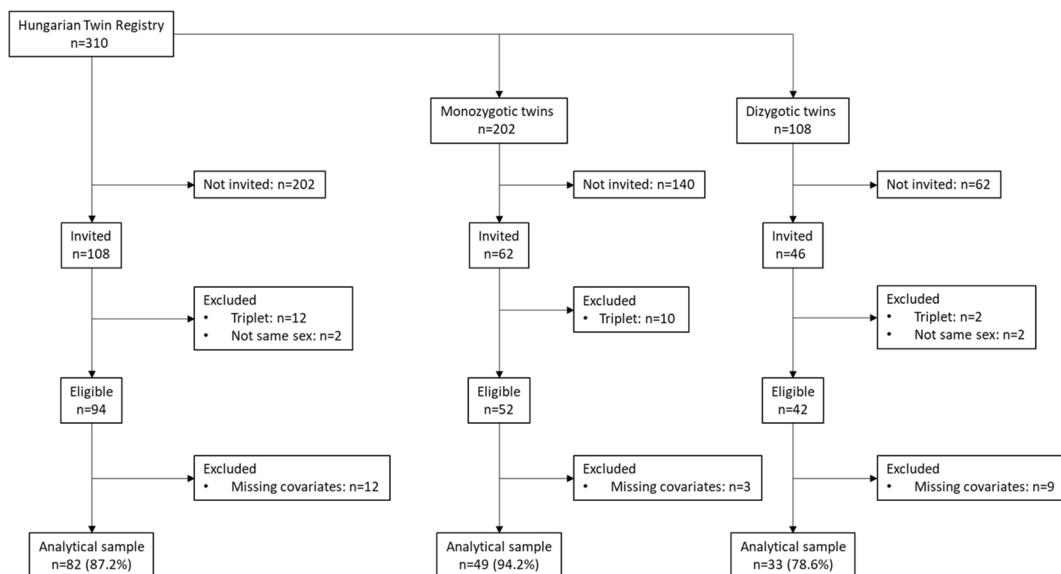 Hungarian Twin Registry
n=310
Monozygotic twins
n=202
Dizygotic twins
n=108
Not invited: n=202
Not invited: n=140
Not invited: n=62
Invited
n=108
Invited
n=62
Invited
n=46
Excluded
• Triplet: n=12
• Not same sex: n=2
Excluded
• Triplet: n=10
Excluded
• Triplet: n=2
• Not same sex: n=2
Eligible
n=94
Eligible
n=52
Eligible
n=42
Excluded
• Missing covariates: n=12
Excluded
• Missing covariates: n=3
Excluded
• Missing covariates: n=9
Analytical sample
n=82 (87.2%)
Analytical sample
n=49 (94.2%)
Analytical sample
n=33 (78.6%)